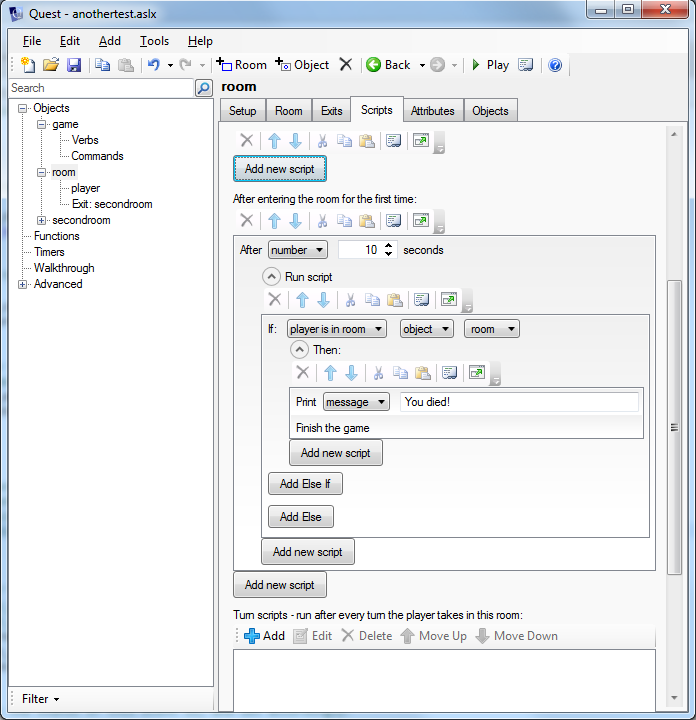 Quest - anothertest.aslx
File Edit Add Tools Help
Room Object Back Play
Search
room
Setup Room Exits Scripts Attributes Objects
Objects
game
Verbs
Commands
room
player
Exit: secondroom
secondroom
Functions
Timers
Walkthrough
Advanced
Filter
Add new script
After entering the room for the first time:
After number 10 seconds
Run script
If: player is in room object room
Then:
Print message You died!
Finish the game
Add new script
Add Else If
Add Else
Add new script
Add new script
Turn scripts - run after every turn the player takes in this room:
Add Edit Delete Move Up Move Down